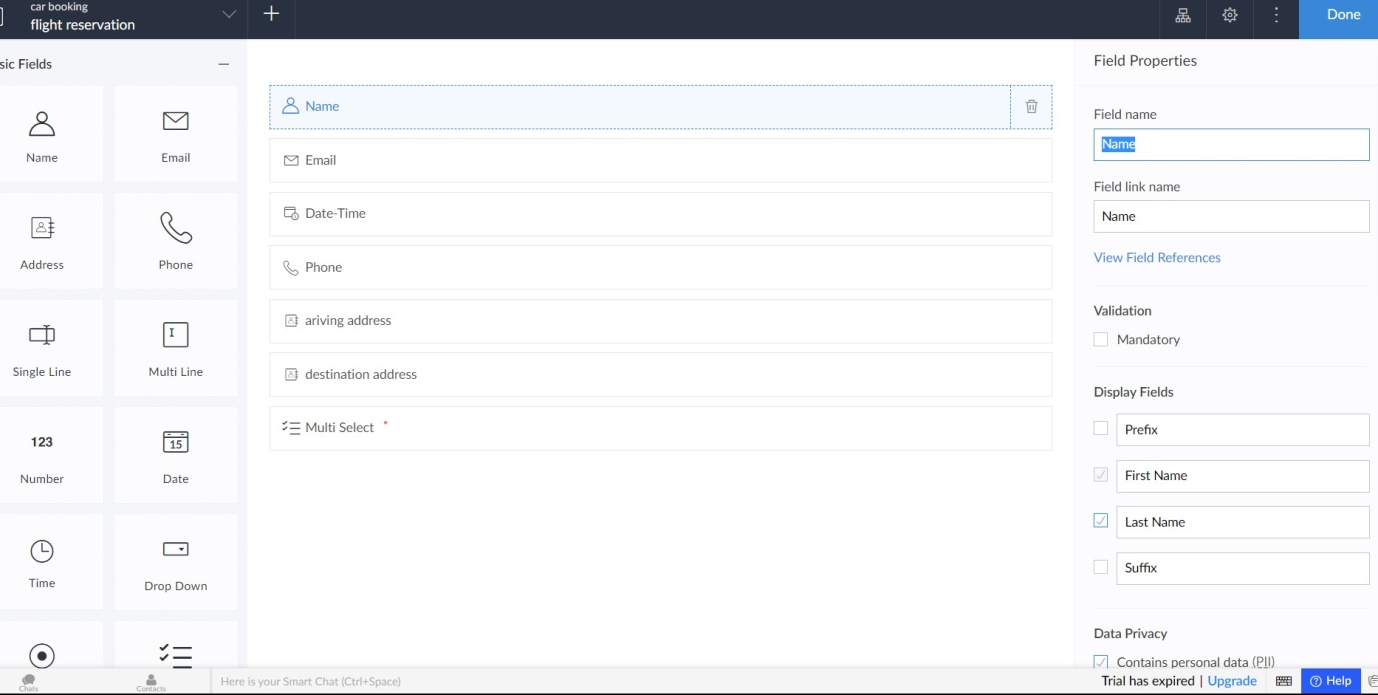 car booking
flight reservation
Done
sic Fields
Name
Email
Address
Phone
Single Line
Multi Line
123
Number
15
Date
Time
Drop Down
Name
Email
Date-Time
Phone
ariving address
destination address
Multi Select *
Field Properties
Field name
Name
Field link name
Name
View Field References
Validation
Mandatory
Display Fields
Prefix
First Name
Last Name
Suffix
Data Privacy
Contains personal data (PII)
Chats
Contacts
Here is your Smart Chat (Ctrl+Space)
Trial has expired | Upgrade
Help